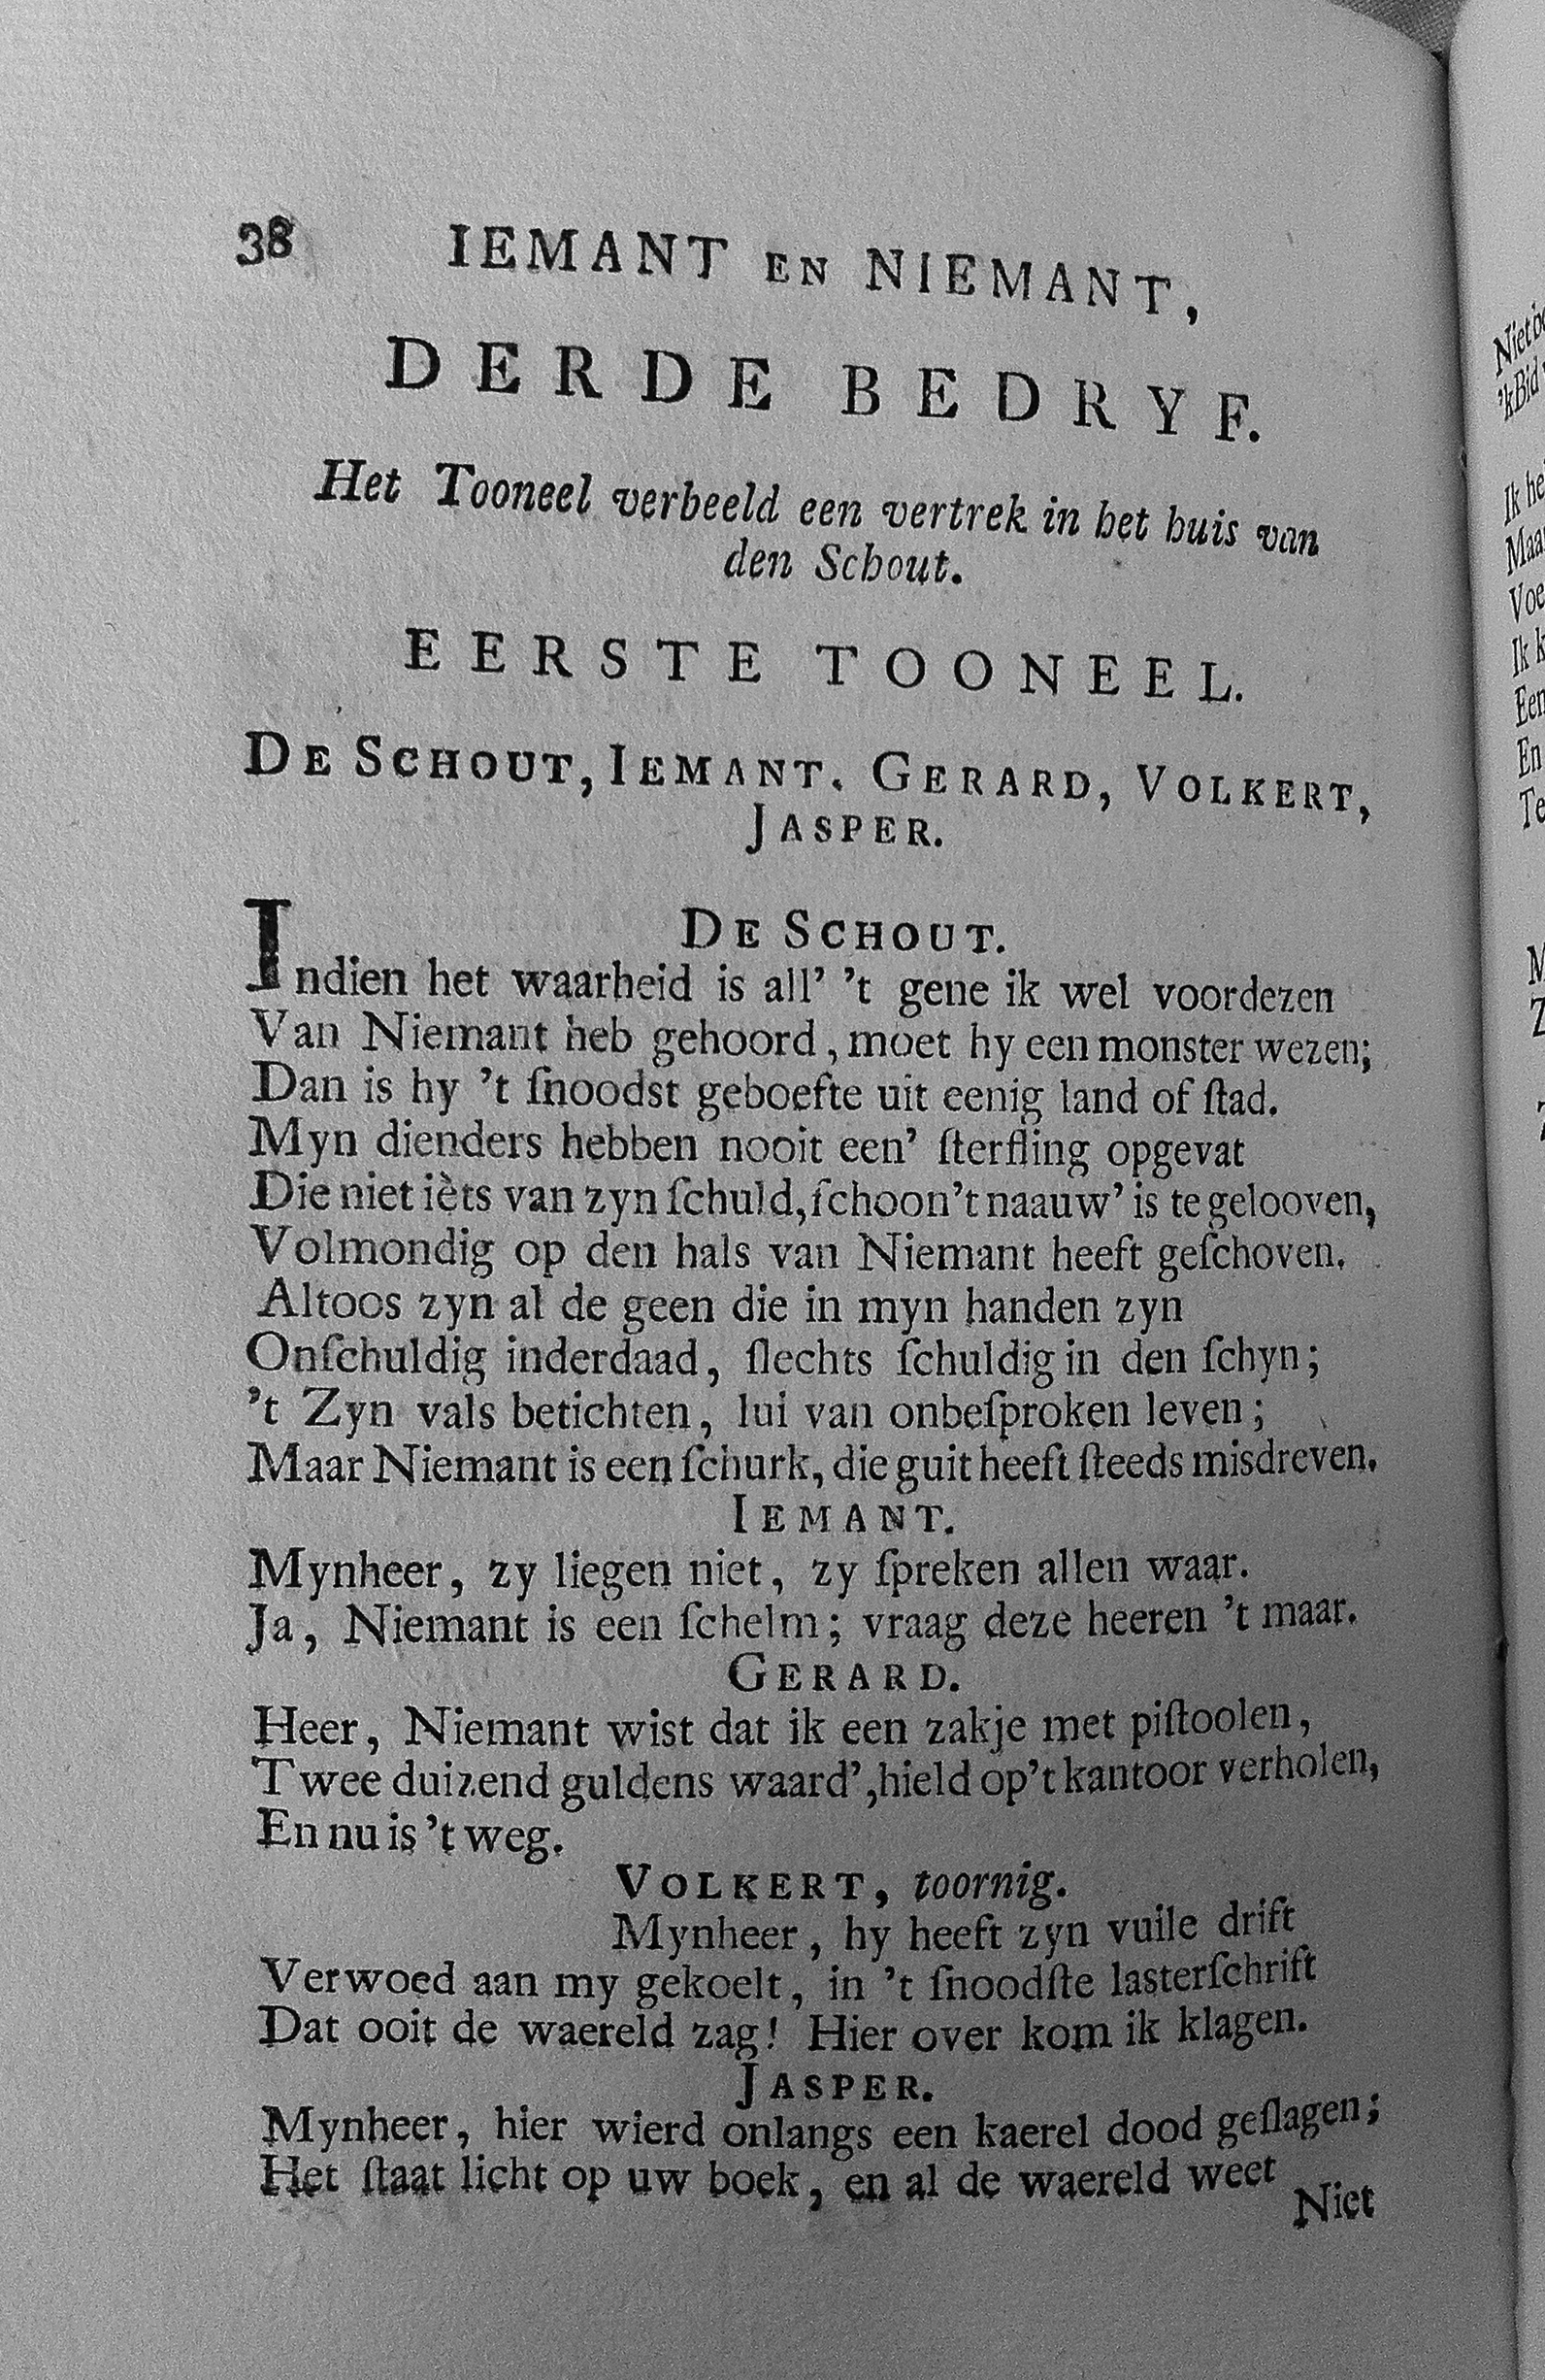 38 IEMANT EN NIEMANT,
DERDE BEDRYF.
Het Tooneel verbeeld een vertrek in het huis van
den Schout.
EERSTE TOONEEL.
DE SCHOUT, IEMANT. GERARD, VOLKERT,
JASPER.
DE SCHOUT.
Indien het waarheid is all' 't gene ik wel voordezen
Van Niemant heb gehoord, moet hy een monster wezen;
Dan is hy 't ſnoodst geboefte uit eenig land of ſtad.
Myn dienders hebben nooit een' ſterfling opgevat
Die niet ièts van zyn ſchuld, ſchoon 't naauw' is te gelooven,
Volmondig op den hals van Niemant heeft geſchoven.
Altoos zyn al de geen die in myn handen zyn
Onſchuldig inderdaad, ſlechts ſchuldig in den ſchyn;
't Zyn vals betichten, lui van onbeſproken leven;
Maar Niemant is een ſchurk, die guit heeft ſteeds misdreven.
IEMANT.
Mynheer, zy liegen niet, zy ſpreken allen waar.
Ja, Niemant is een ſchelm; vraag deze heeren 't maar.
GERARD.
Heer, Niemant wist dat ik een zakje met piſtoolen,
Twee duizend guldens waard', hield op 't kantoor verholen,
En nu is 't weg.
VOLKERT, toornig.
Mynheer, hy heeft zyn vuile drift
Verwoed aan my gekoelt, in 't ſnoodſte lasterſchrift
Dat ooit de waereld zag! Hier over kom ik klagen.
JASPER.
Mynheer, hier wierd onlangs een kaerel dood geſlagen;
Het ſtaat licht op uw boek, en al de waereld weet
Niet
'k Bid
Ik
Maar
Ik
En